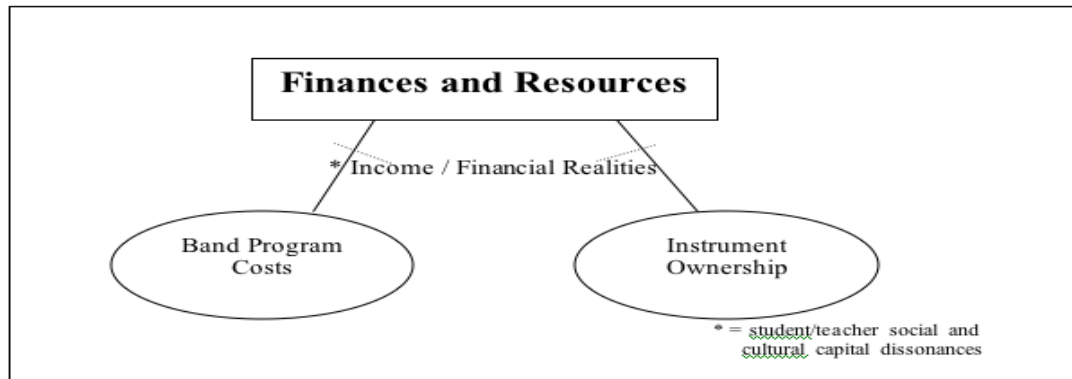 Finances and Resources
* Income / Financial Realities
Band Program
Costs
Instrument
Ownership
* = student/teacher social and
cultural capital dissonances